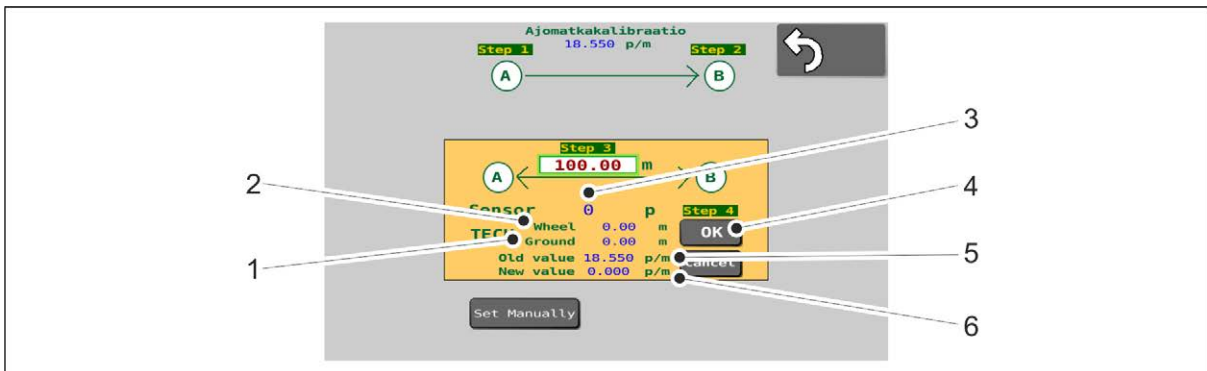 Ajomatkakalibraatio
18.550 p/m
Step 1
Step 2
A
B
Step 3
100.00 m
A
B
Sensor 0 p
Step 4
TECU
Wheel 0.00 m
OK
Ground 0.00 m
Old value 18.550 p/m
Cancel
New value 0.000 p/m
Set Manually
1
2
3
4
5
6